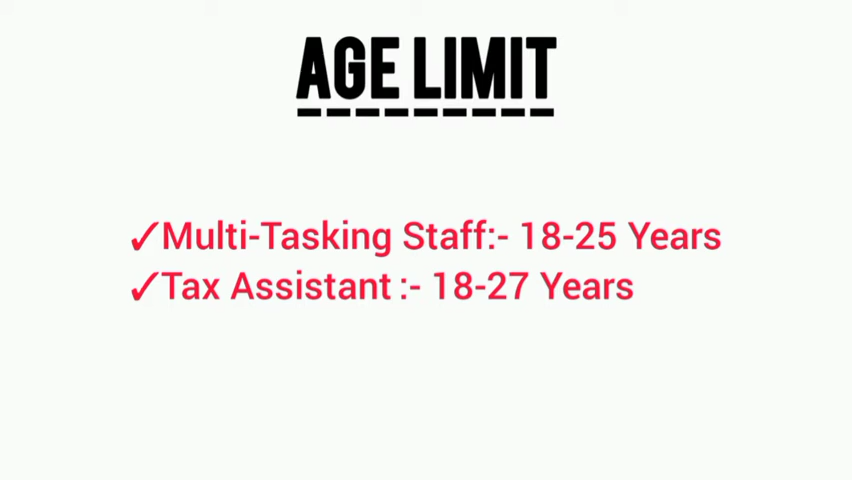 AGE LIMIT
✓Multi-Tasking Staff:- 18-25 Years
✓Tax Assistant :- 18-27 Years